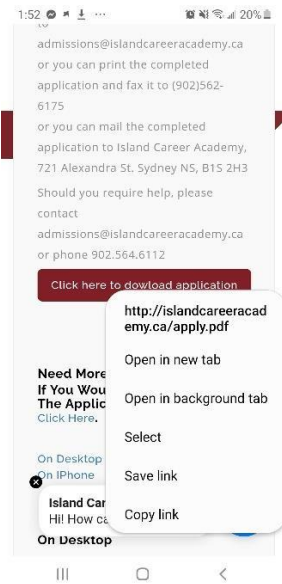 1:52 20%
admissions@islandcareeracademy.ca
or you can print the completed
application and fax it to (902)562-
6175
or you can mail the completed
application to Island Career Academy,
721 Alexandra St. Sydney NS, B1S 2H3
Should you require help, please
contact
admissions@islandcareeracademy.ca
or phone 902.564.6112
Click here to dowload application
http://islandcareeracad
emy.ca/apply.pdf
Open in new tab
Open in background tab
Select
Save link
Copy link
Need More
If You Wou
The Applic
Click Here.
On Desktop
On IPhone
Island Car
Hi! How ca
On Desktop